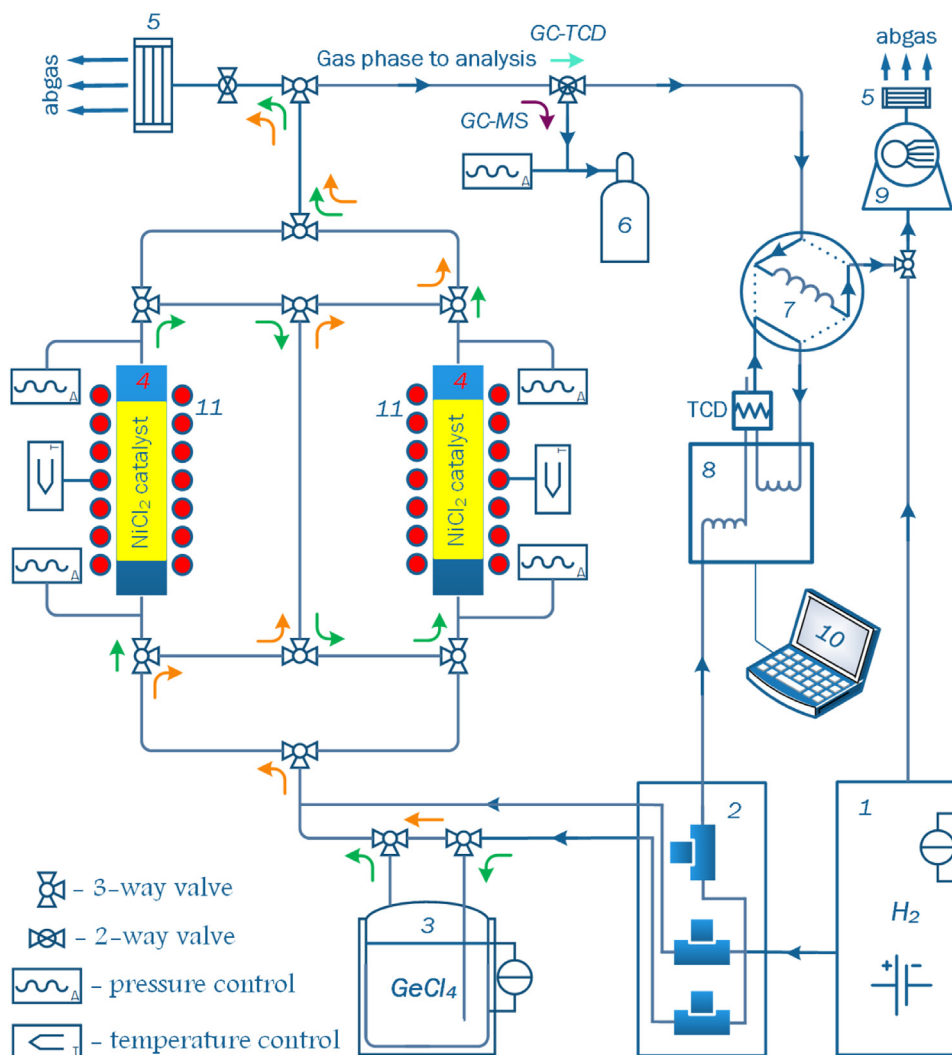 5
abgas
Gas phase to analysis
GC-TCD
GC-MS
A
6
abgas
5
9
7
4
11
NiCl₂ catalyst
A
T
A
4
11
NiCl₂ catalyst
A
T
A
TCD
8
10
2
1
H₂
+ -
3
GeCl₄
- 3-way valve
- 2-way valve
A - pressure control
T - temperature control